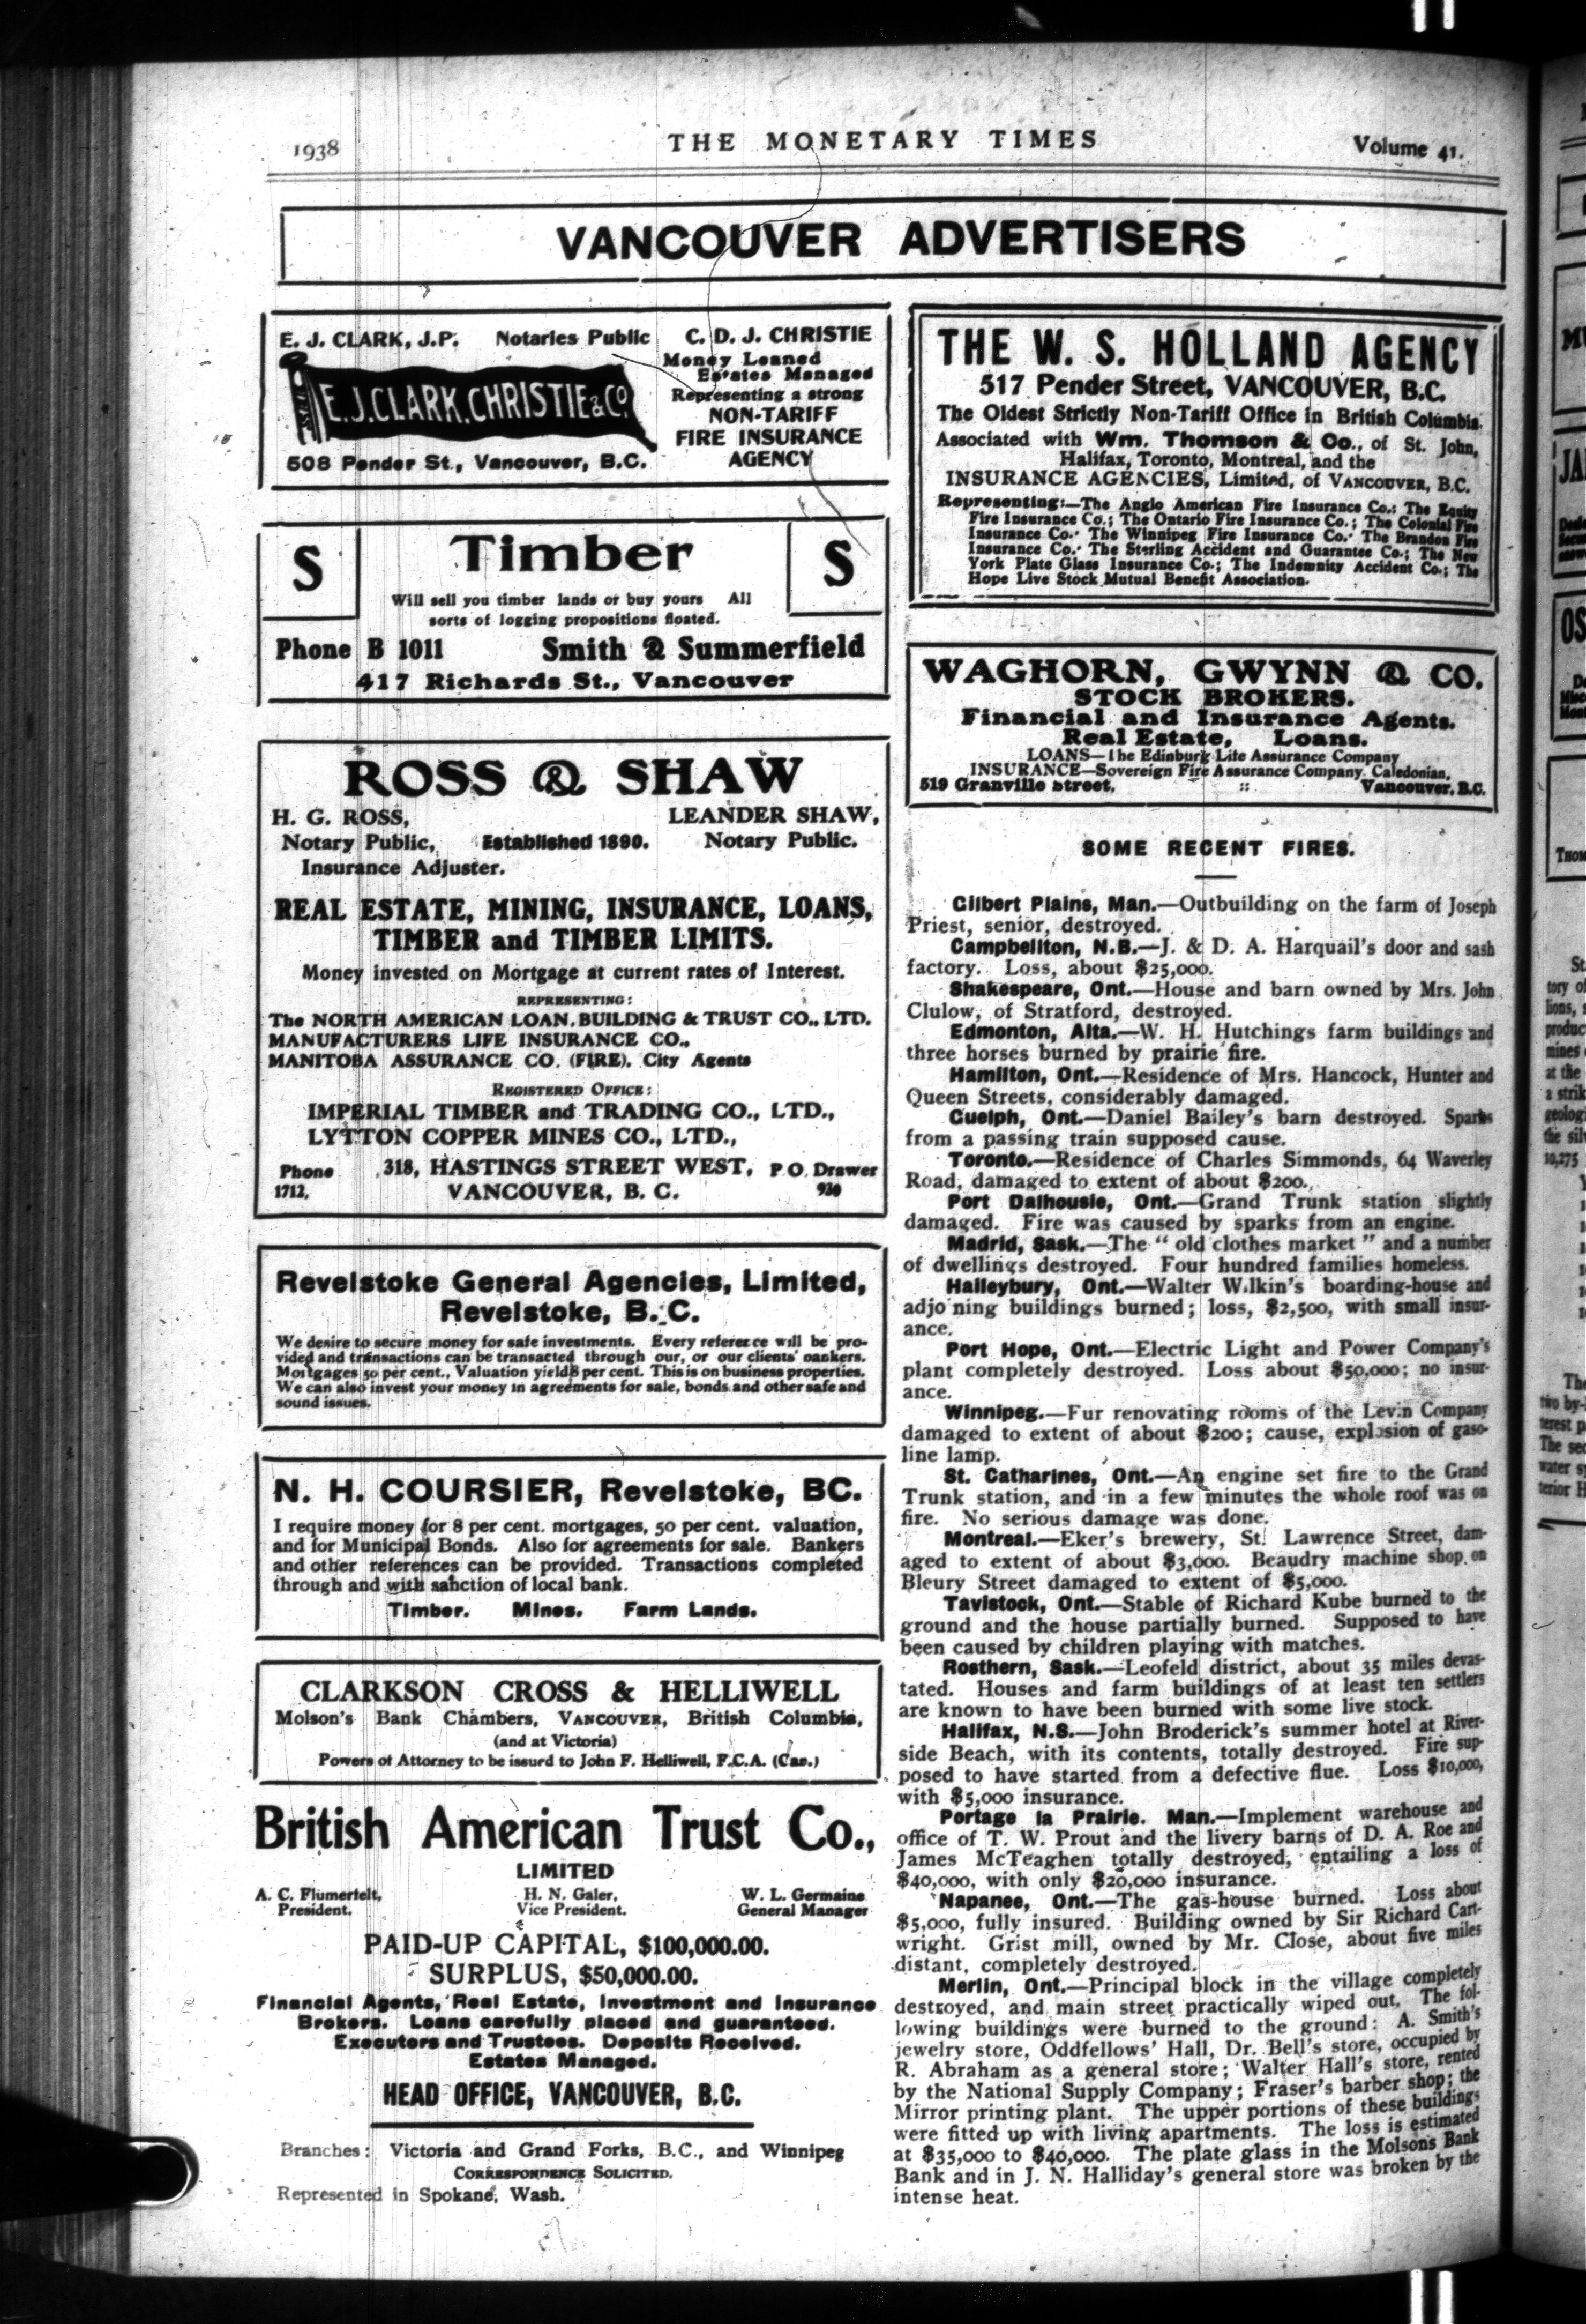 1938
THE MONETARY TIMES
Volume 41.
VANCOUVER ADVERTISERS
E. J. CLARK, J.P. Notaries Public C. D. J. CHRISTIE
Money Loaned
Estates Managed
Representing a strong
NON-TARIFF
FIRE INSURANCE
AGENCY
E. J. CLARK, CHRISTIE & Co.
508 Pender St., Vancouver, B.C.
S Timber S
Will sell you timber lands or buy yours All
sorts of logging propositions floated.
Phone B 1011 Smith & Summerfield
417 Richards St., Vancouver
ROSS & SHAW
H. G. ROSS, LEANDER SHAW,
Notary Public, Established 1890. Notary Public.
Insurance Adjuster.
REAL ESTATE, MINING, INSURANCE, LOANS,
TIMBER and TIMBER LIMITS.
Money invested on Mortgage at current rates of Interest.
REPRESENTING:
The NORTH AMERICAN LOAN, BUILDING & TRUST CO., LTD.
MANUFACTURERS LIFE INSURANCE CO.,
MANITOBA ASSURANCE CO. (FIRE). City Agents
REGISTERED OFFICE:
IMPERIAL TIMBER and TRADING CO., LTD.,
LYTTON COPPER MINES CO., LTD.,
Phone 318, HASTINGS STREET WEST, P.O. Drawer
1712. VANCOUVER, B. C. 930
Revelstoke General Agencies, Limited,
Revelstoke, B. C.
We desire to secure money for safe investments. Every reference will be pro-
vided and transactions can be transacted through our, or our clients' bankers.
Mortgages 50 per cent., Valuation yield 8 per cent. This is on business properties.
We can also invest your money in agreements for sale, bonds and other safe and
sound issues.
N. H. COURSIER, Revelstoke, BC.
I require money for 8 per cent. mortgages, 50 per cent. valuation,
and for Municipal Bonds. Also for agreements for sale. Bankers
and other references can be provided. Transactions completed
through and with sanction of local bank.
Timber. Mines. Farm Lands.
CLARKSON CROSS & HELLIWELL
Molson's Bank Chambers, VANCOUVER, British Columbia,
(and at Victoria)
Powers of Attorney to be issued to John F. Helliwell, F.C.A. (Can.)
British American Trust Co.,
LIMITED
A. C. Flumerfelt, H. N. Galer, W. L. Germaine
President. Vice President. General Manager
PAID-UP CAPITAL, $100,000.00.
SURPLUS, $50,000.00.
Financial Agents, Real Estate, Investment and Insurance
Brokers. Loans carefully placed and guaranteed.
Executors and Trustees. Deposits Received.
Estates Managed.
HEAD OFFICE, VANCOUVER, B.C.
Branches: Victoria and Grand Forks, B.C., and Winnipeg
CORRESPONDENCE SOLICITED.
Represented in Spokane, Wash.
THE W. S. HOLLAND AGENCY
517 Pender Street, VANCOUVER, B.C.
The Oldest Strictly Non-Tariff Office in British Columbia.
Associated with Wm. Thomson & Co., of St. John,
Halifax, Toronto, Montreal, and the
INSURANCE AGENCIES, Limited, of VANCOUVER, B.C.
Representing:—The Anglo American Fire Insurance Co.: The Equity
Fire Insurance Co.; The Ontario Fire Insurance Co.; The Colonial Fire
Insurance Co. The Winnipeg Fire Insurance Co. The Brandon Fire
Insurance Co. The Sterling Accident and Guarantee Co.; The New
York Plate Glass Insurance Co.; The Indemnity Accident Co.; The
Hope Live Stock Mutual Benefit Association.
WAGHORN, GWYNN & CO.
STOCK BROKERS.
Financial and Insurance Agents.
Real Estate, Loans.
LOANS—The Edinburg Life Assurance Company
INSURANCE—Sovereign Fire Assurance Company. Caledonian.
519 Granville Street, :: Vancouver, B.C.
SOME RECENT FIRES.
Gilbert Plains, Man.—Outbuilding on the farm of Joseph
Priest, senior, destroyed.
Campbellton, N.B.—J. & D. A. Harquail's door and sash
factory. Loss, about $25,000.
Shakespeare, Ont.—House and barn owned by Mrs. John
Clulow, of Stratford, destroyed.
Edmonton, Alta.—W. H. Hutchings farm buildings and
three horses burned by prairie fire.
Hamilton, Ont.—Residence of Mrs. Hancock, Hunter and
Queen Streets, considerably damaged.
Guelph, Ont.—Daniel Bailey's barn destroyed. Sparks
from a passing train supposed cause.
Toronto.—Residence of Charles Simmonds, 64 Waverley
Road, damaged to extent of about $200.
Port Dalhousie, Ont.—Grand Trunk station slightly
damaged. Fire was caused by sparks from an engine.
Madrid, Sask.—The " old clothes market " and a number
of dwellings destroyed. Four hundred families homeless.
Haileybury, Ont.—Walter Wilkin's boarding-house and
adjoining buildings burned; loss, $2,500, with small insur-
ance.
Port Hope, Ont.—Electric Light and Power Company's
plant completely destroyed. Loss about $50,000; no insur-
ance.
Winnipeg.—Fur renovating rooms of the Levin Company
damaged to extent of about $200; cause, explosion of gaso-
line lamp.
St. Catharines, Ont.—An engine set fire to the Grand
Trunk station, and in a few minutes the whole roof was on
fire. No serious damage was done.
Montreal.—Eker's brewery, St. Lawrence Street, dam-
aged to extent of about $3,000. Beaudry machine shop on
Bleury Street damaged to extent of $5,000.
Tavistock, Ont.—Stable of Richard Kube burned to the
ground and the house partially burned. Supposed to have
been caused by children playing with matches.
Rosthern, Sask.—Leofeld district, about 35 miles devas-
tated. Houses and farm buildings of at least ten settlers
are known to have been burned with some live stock.
Halifax, N.S.—John Broderick's summer hotel at River-
side Beach, with its contents, totally destroyed. Fire sup-
posed to have started from a defective flue. Loss $10,000,
with $5,000 insurance.
Portage la Prairie. Man.—Implement warehouse and
office of T. W. Prout and the livery barns of D. A. Roe and
James McTeaghen totally destroyed, entailing a loss of
$40,000, with only $20,000 insurance.
Napanee, Ont.—The gas-house burned. Loss about
$5,000, fully insured. Building owned by Sir Richard Cart-
wright. Grist mill, owned by Mr. Close, about five miles
distant, completely destroyed.
Merlin, Ont.—Principal block in the village completely
destroyed, and main street practically wiped out. The fol-
lowing buildings were burned to the ground: A. Smith's
jewelry store, Oddfellows' Hall, Dr. Bell's store, occupied by
R. Abraham as a general store; Walter Hall's store, rented
by the National Supply Company; Fraser's barber shop; the
Mirror printing plant. The upper portions of these buildings
were fitted up with living apartments. The loss is estimated
at $35,000 to $40,000. The plate glass in the Molsons Bank
Bank and in J. N. Halliday's general store was broken by the
intense heat.